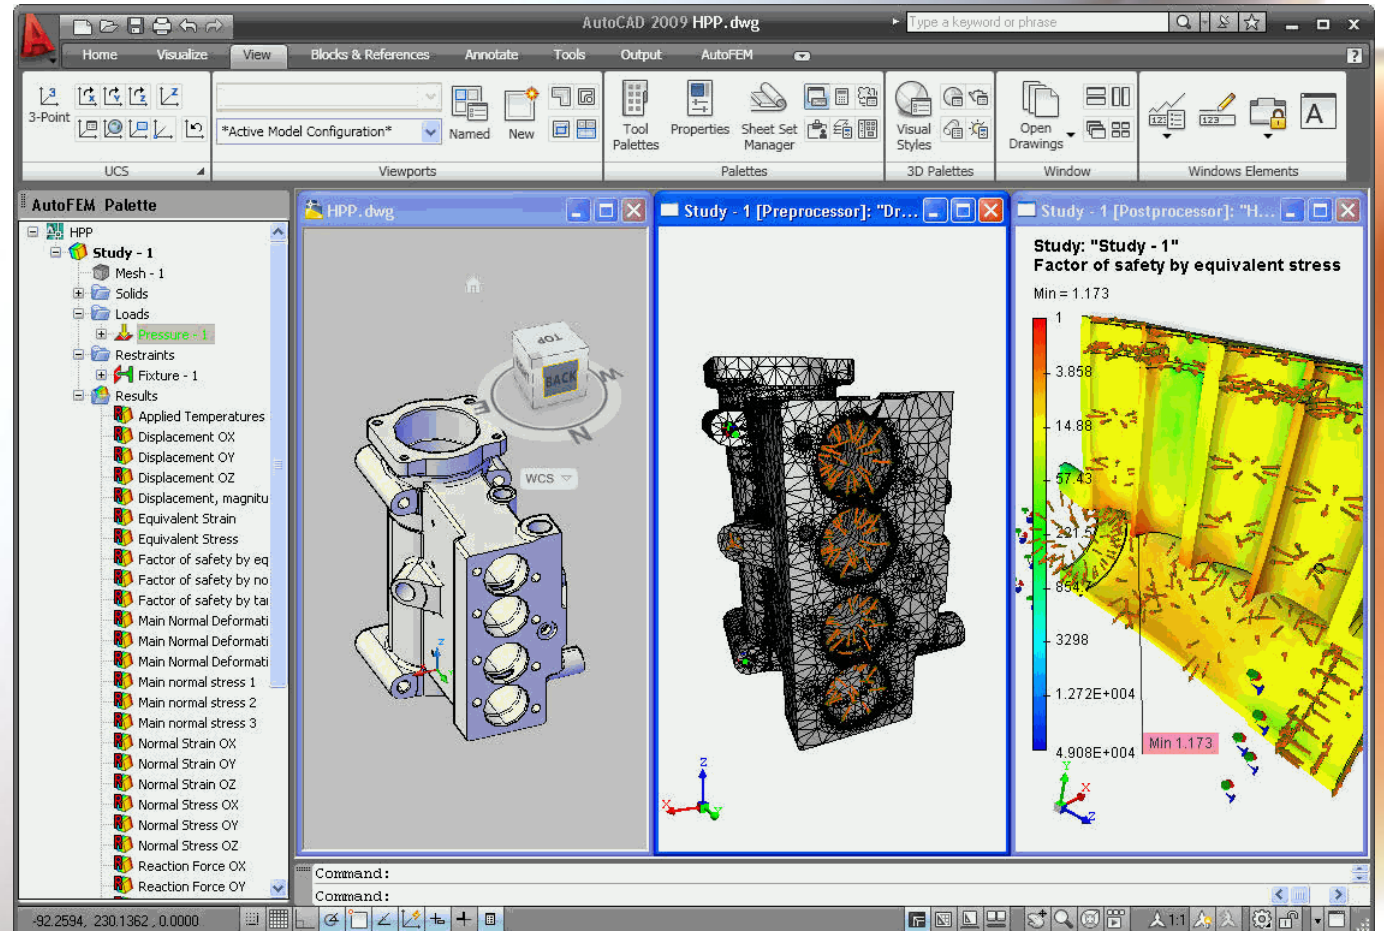 AutoCAD 2009 HPP.dwg
Type a keyword or phrase
Home Visualize View Blocks & References Annotate Tools Output AutoFEM
3-Point
*Active Model Configuration*
Named New
Tool Palettes
Properties
Sheet Set Manager
Visual Styles
Open Drawings
UCS Viewports Palettes 3D Palettes Window Windows Elements
AutoFEM Palette
HPP
Study - 1
Mesh - 1
Solids
Loads
Pressure - 1
Restraints
Fixture - 1
Results
Applied Temperatures
Displacement OX
Displacement OY
Displacement OZ
Displacement, magnitu
Equivalent Strain
Equivalent Stress
Factor of safety by eq
Factor of safety by no
Factor of safety by tai
Main Normal Deformati
Main Normal Deformati
Main Normal Deformati
Main normal stress 1
Main normal stress 2
Main normal stress 3
Normal Strain OX
Normal Strain OY
Normal Strain OZ
Normal Stress OX
Normal Stress OY
Normal Stress OZ
Reaction Force OX
Reaction Force OY
HPP.dwg
TOP
BACK
E
N
W
WCS
Z
Study - 1 [Preprocessor]: "Dr...
Z
X
Y
Study - 1 [Postprocessor]: "H...
Study: "Study - 1"
Factor of safety by equivalent stress
Min = 1.173
1
3.858
14.88
57.43
221.5
854.7
3298
1.272E+004
4.908E+004
Min 1.173
Y
X
Z
Command:
Command:
-92.2594, 230.1362, 0.0000
1:1